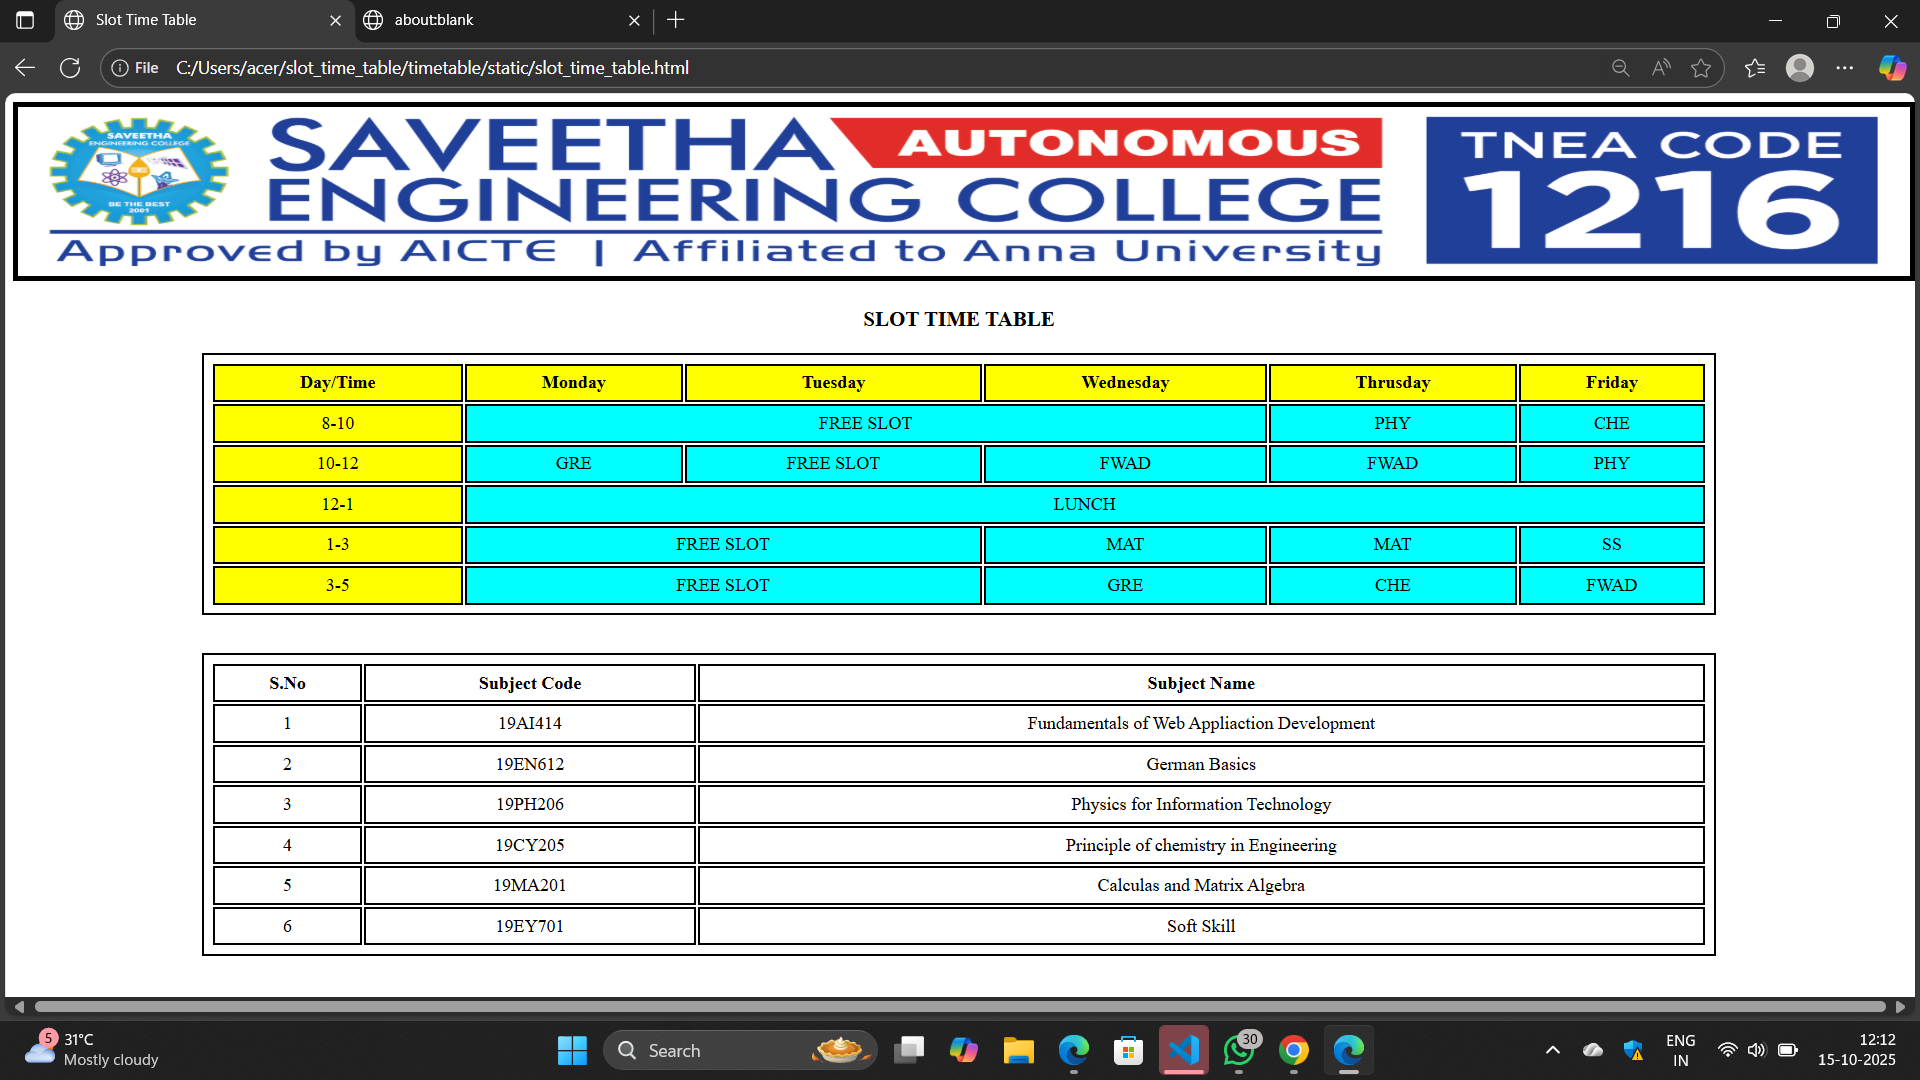 Slot Time Table
about:blank
File C:/Users/acer/slot_time_table/timetable/static/slot_time_table.html
SAVEETHA
ENGINEERING COLLEGE
BE THE BEST
2001
SAVEETHA AUTONOMOUS
ENGINEERING COLLEGE
Approved by AICTE | Affiliated to Anna University
TNEA CODE
1216
SLOT TIME TABLE
Day/Time Monday Tuesday Wednesday Thrusday Friday
8-10 FREE SLOT PHY CHE
10-12 GRE FREE SLOT FWAD FWAD PHY
12-1 LUNCH
1-3 FREE SLOT MAT MAT SS
3-5 FREE SLOT GRE CHE FWAD
S.No Subject Code Subject Name
1 19AI414 Fundamentals of Web Appliaction Development
2 19EN612 German Basics
3 19PH206 Physics for Information Technology
4 19CY205 Principle of chemistry in Engineering
5 19MA201 Calculas and Matrix Algebra
6 19EY701 Soft Skill
5
31°C
Mostly cloudy
Search
30
ENG
IN
12:12
15-10-2025